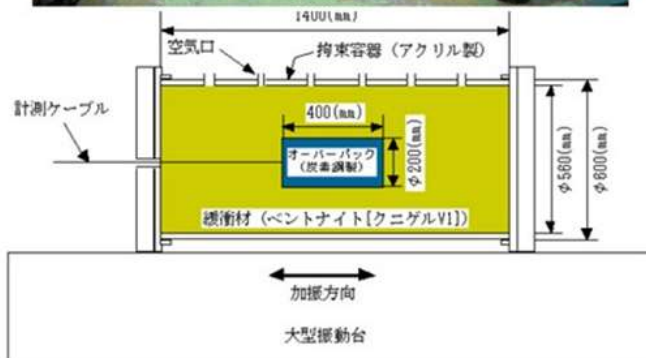 1400(mm)
空気口
拘束容器（アクリル製）
計測ケーブル
400(mm)
オーバーパック
(炭素鋼製)
φ200(mm)
φ560(mm)
φ600(mm)
緩衝材（ベントナイト[クニゲルV1]）
加振方向
大型振動台